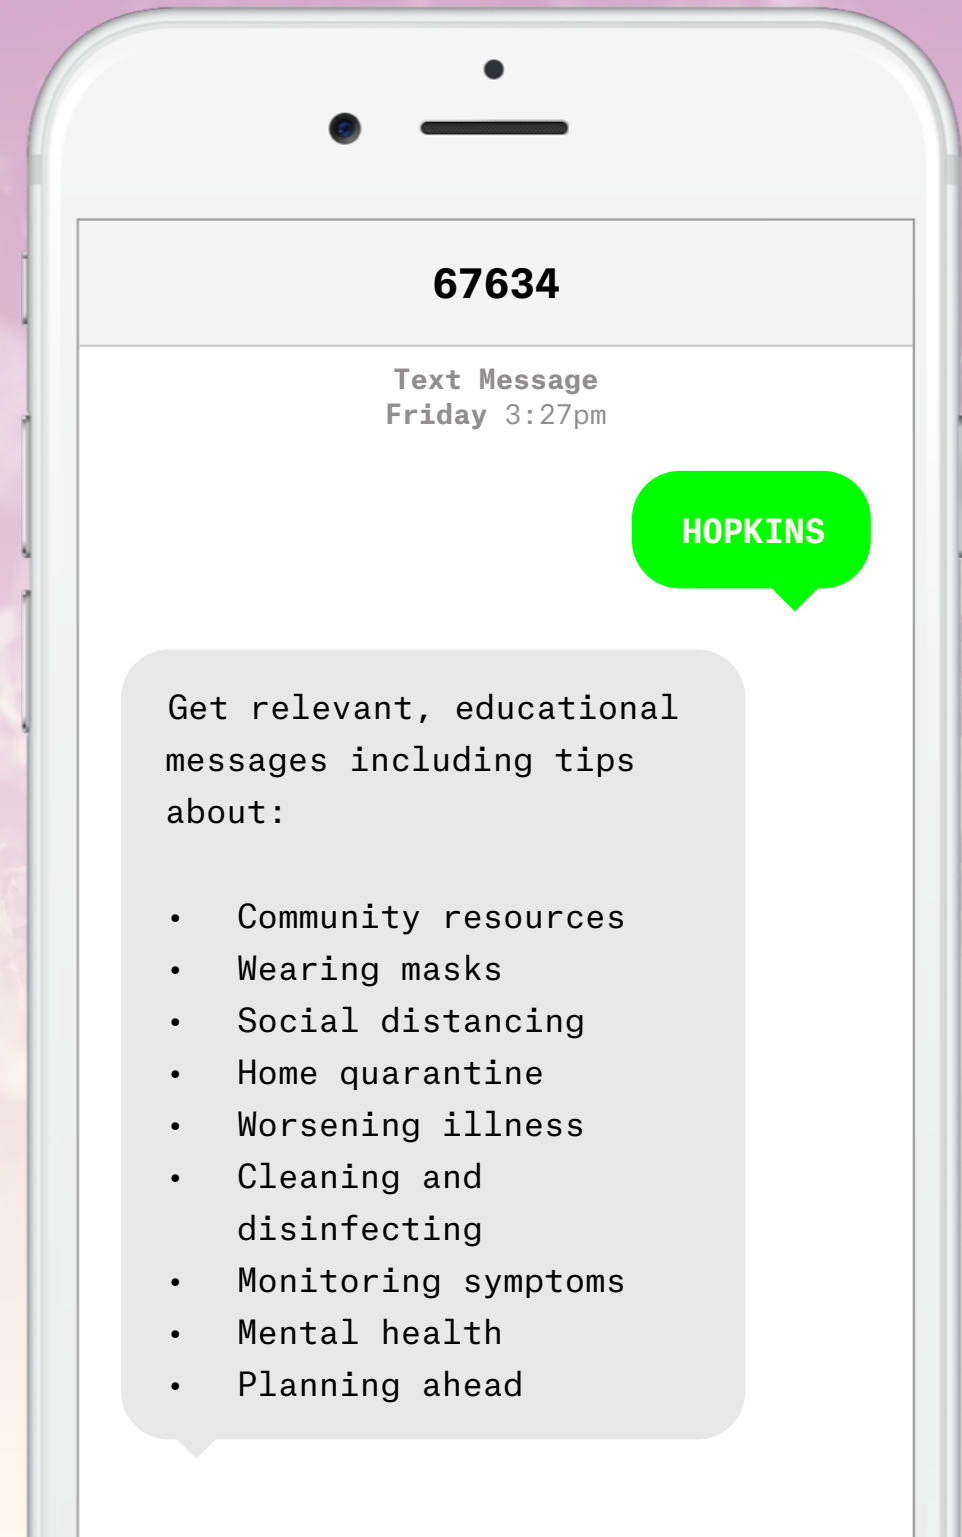 67634
Text Message
Friday 3:27pm
HOPKINS
Get relevant, educational
messages including tips
about:
• Community resources
• Wearing masks
• Social distancing
• Home quarantine
• Worsening illness
• Cleaning and
disinfecting
• Monitoring symptoms
• Mental health
• Planning ahead